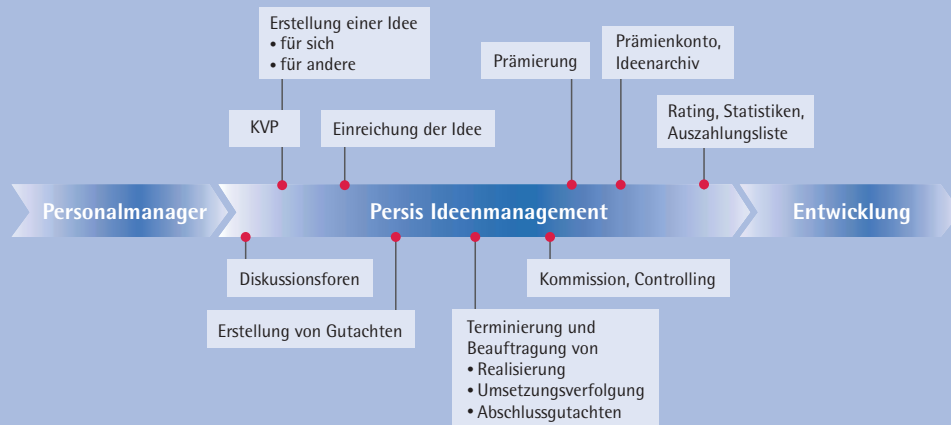 Erstellung einer Idee
• für sich
• für andere
Prämierung
Prämienkonto,
Ideenarchiv
KVP
Einreichung der Idee
Rating, Statistiken,
Auszahlungsliste
Personalmanager
Persis Ideenmanagement
Entwicklung
Diskussionsforen
Kommission, Controlling
Erstellung von Gutachten
Terminierung und
Beauftragung von
• Realisierung
• Umsetzungsverfolgung
• Abschlussgutachten